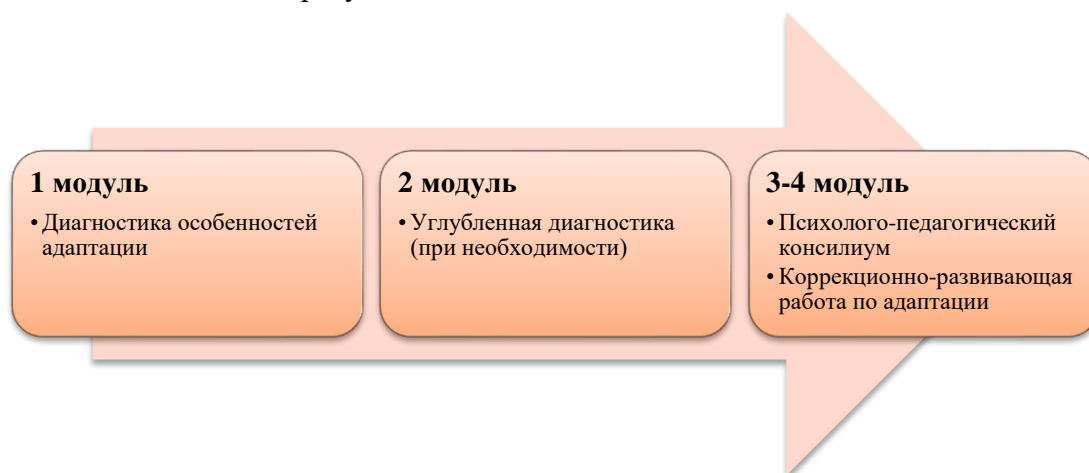 1 модуль
• Диагностика особенностей
адаптации
2 модуль
• Углубленная диагностика
(при необходимости)
3-4 модуль
• Психолого-педагогический
консилиум
• Коррекционно-развивающая
работа по адаптации